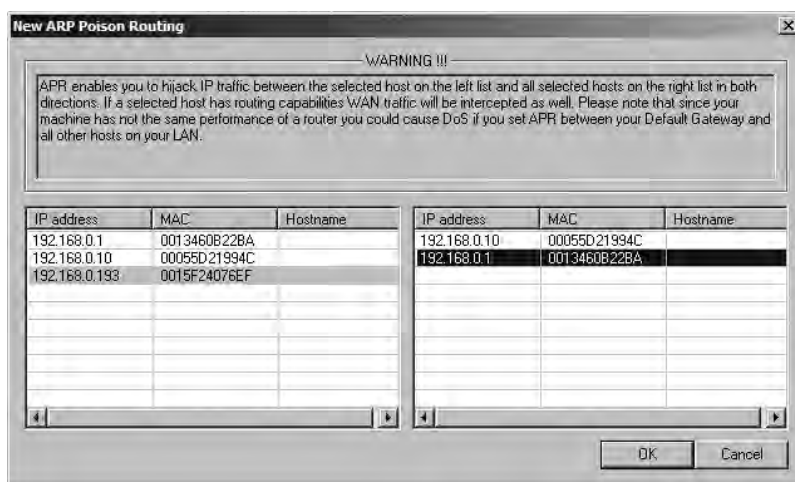 New ARP Poison Routing
WARNING !!!
APR enables you to hijack IP traffic between the selected host on the left list and all selected hosts on the right list in both
directions. If a selected host has routing capabilities WAN traffic will be intercepted as well. Please note that since your
machine has not the same performance of a router you could cause DoS if you set APR between your Default Gateway and
all other hosts on your LAN.
IP address MAC Hostname
192.168.0.1 0013460B22BA
192.168.0.10 00055D21994C
192.168.0.193 0015F24076EF
IP address MAC Hostname
192.168.0.10 00055D21994C
192.168.0.1 0013460B22BA
OK Cancel